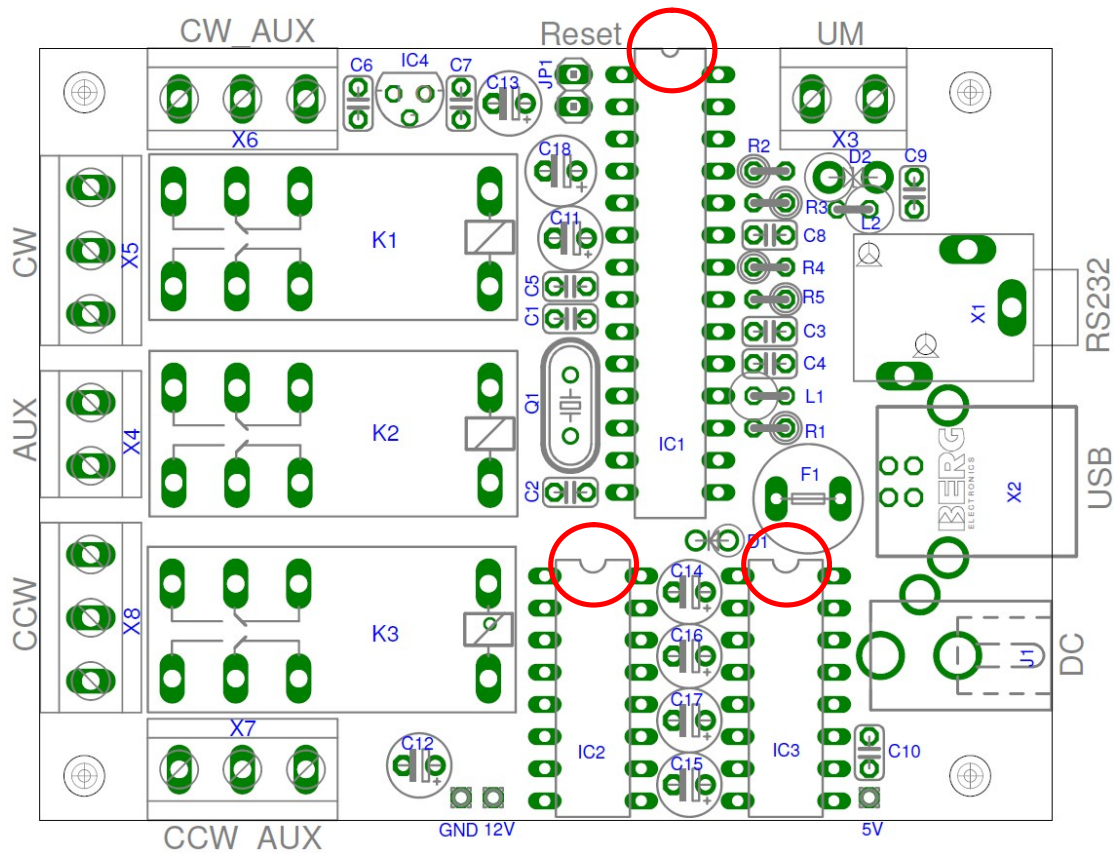 CW_AUX
Reset
UM
C6
IC4
C7
C13
JP1
X6
X3
C18
R2
D2
C9
R3
L2
CW
X5
K1
C11
C8
R4
C5
R5
X1
RS232
C1
C3
C4
AUX
X4
K2
Q1
L1
IC1
R1
BERG
ELECTRONICS
X2
USB
C2
F1
D1
C14
CCW
X8
K3
C16
J1
DC
C17
X7
C12
IC2
C15
IC3
C10
GND 12V
5V
CCW_AUX